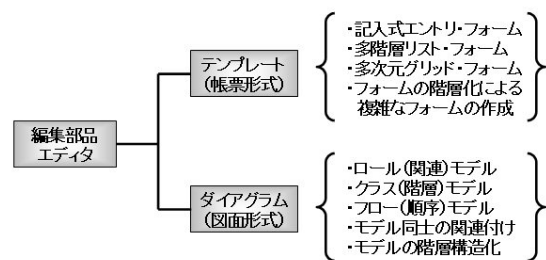 編集部品
エディタ
テンプレート
(帳票形式)
・記入式エントリ・フォーム
・多階層リスト・フォーム
・多次元グリッド・フォーム
・フォームの階層化による
複雑なフォームの作成
ダイアグラム
(図面形式)
・ロール(関連)モデル
・クラス(階層)モデル
・フロー(順序)モデル
・モデル同士の関連付け
・モデルの階層構造化